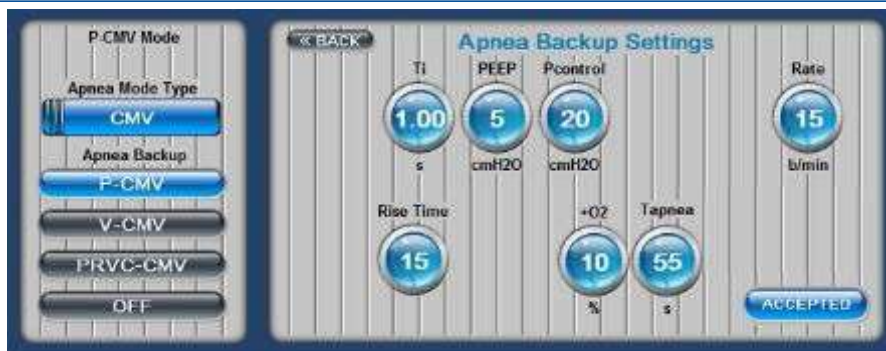 P-CMV Mode
Apnea Mode Type
CMV
Apnea Backup
P-CMV
V-CMV
PRVC-CMV
OFF
<< BACK
Apnea Backup Settings
Ti PEEP Pcontrol Rate
1.00 5 20 15
s cmH2O cmH2O b/min
Rise Time +O2 Tapnea
15 10 55
% s
ACCEPTED